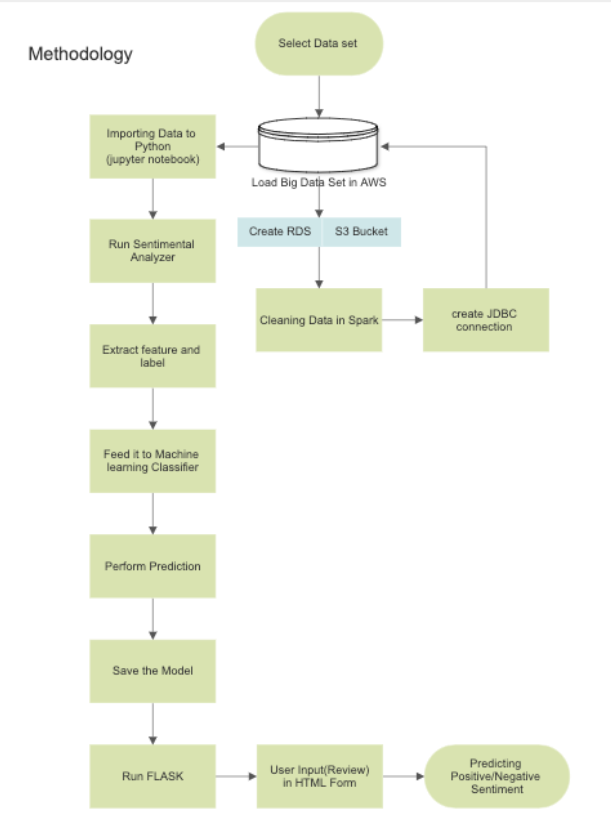 Methodology
Select Data set
Importing Data to
Python
(jupyter notebook)
Load Big Data Set in AWS
Create RDS
S3 Bucket
Run Sentimental
Analyzer
Cleaning Data in Spark
create JDBC
connection
Extract feature and
label
Feed it to Machine
learning Classifier
Perform Prediction
Save the Model
Run FLASK
User Input(Review)
in HTML Form
Predicting
Positive/Negative
Sentiment